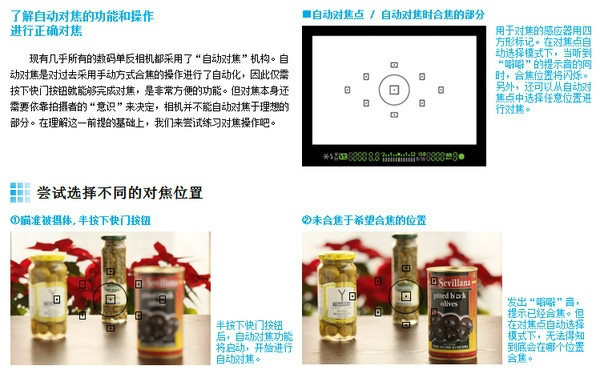 了解自动对焦的功能和操作
进行正确对焦
现有几乎所有的数码单反相机都采用了“自动对焦”机构。自
动对焦是对过去采用手动方式合焦的操作进行了自动化，因此仅需
按下快门按钮就能够完成对焦，是非常方便的功能。但对焦本身还
需要依靠拍摄者的“意识”来决定，相机并不能自动对焦于理想的
部分。在理解这一前提的基础上，我们来尝试练习对焦操作吧。
■自动对焦点 / 自动对焦时合焦的部分
用于对焦的感应器用四
方形标记。在对焦点自
动选择模式下，当听到
“嘀嘀”的提示音的同
时，合焦位置将闪烁。
另外，还可以从自动对
焦点中选择任意位置进
行对焦。
尝试选择不同的对焦位置
①瞄准被摄体，半按下快门按钮
半按下快门按钮
后，自动对焦功能
将启动，开始进行
自动对焦。
②未合焦于希望合焦的位置
Sevillana
pitted black
olives
发出“嘀嘀”音，
提示已经合焦。但
在对焦点自动选择
模式下，无法得知
到底会在哪个位置
合焦。